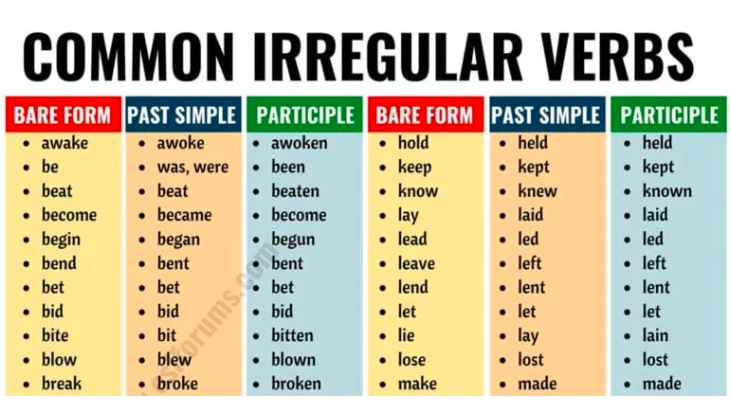 COMMON IRREGULAR VERBS
BARE FORM PAST SIMPLE PARTICIPLE BARE FORM PAST SIMPLE PARTICIPLE
• awake • awoke • awoken • hold • held • held
• be • was, were • been • keep • kept • kept
• beat • beat • beaten • know • knew • known
• become • became • become • lay • laid • laid
• begin • began • begun • lead • led • led
• bend • bent • bent • leave • left • left
• bet • bet • bet • lend • lent • lent
• bid • bid • bid • let • let • let
• bite • bit • bitten • lie • lay • lain
• blow • blew • blown • lose • lost • lost
• break • broke • broken • make • made • made